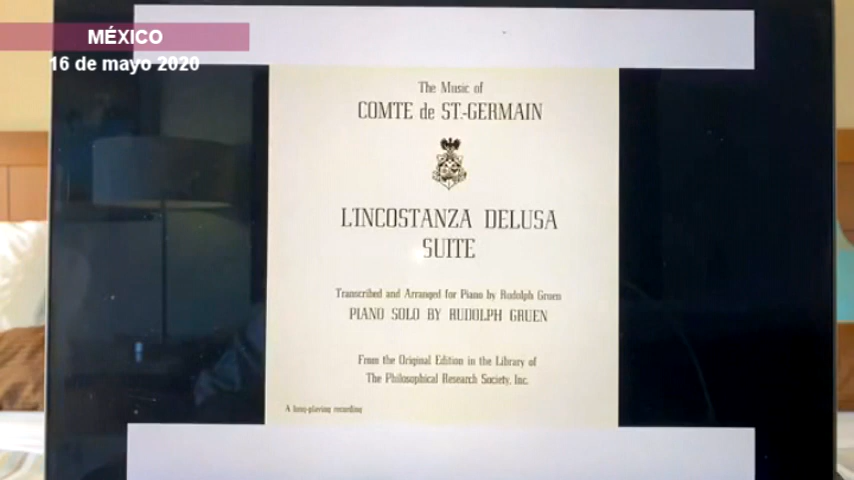 MÉXICO
16 de mayo 2020
The Music of
COMTE de ST.-GERMAIN
L'INCOSTANZA DELUSA
SUITE
Transcribed and Arranged for Piano by Rudolph Gruen
PIANO SOLO BY RUDOLPH GRUEN
From the Original Edition in the Library of
The Philosophical Research Society, Inc.
A long-playing recording